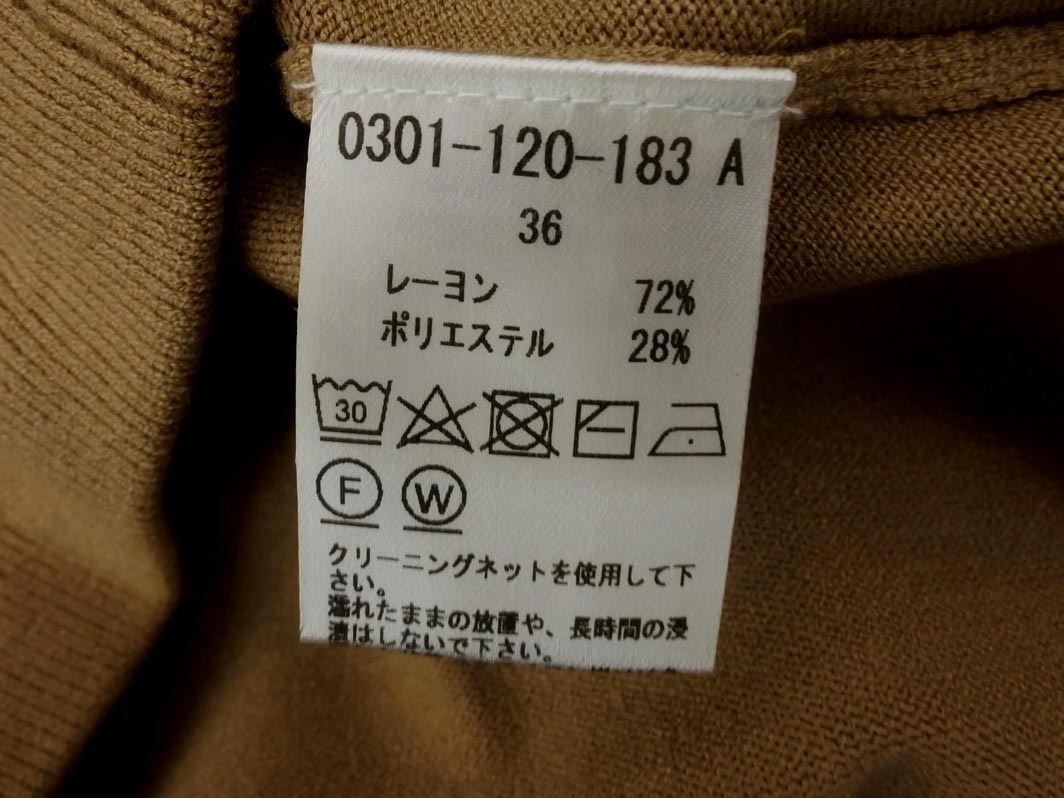 0301-120-183 A
36
レーヨン 72%
ポリエステル 28%
30
F W
クリーニングネットを使用して下
さい。
濡れたままの放置や、長時間の浸
漬はしないで下さい。